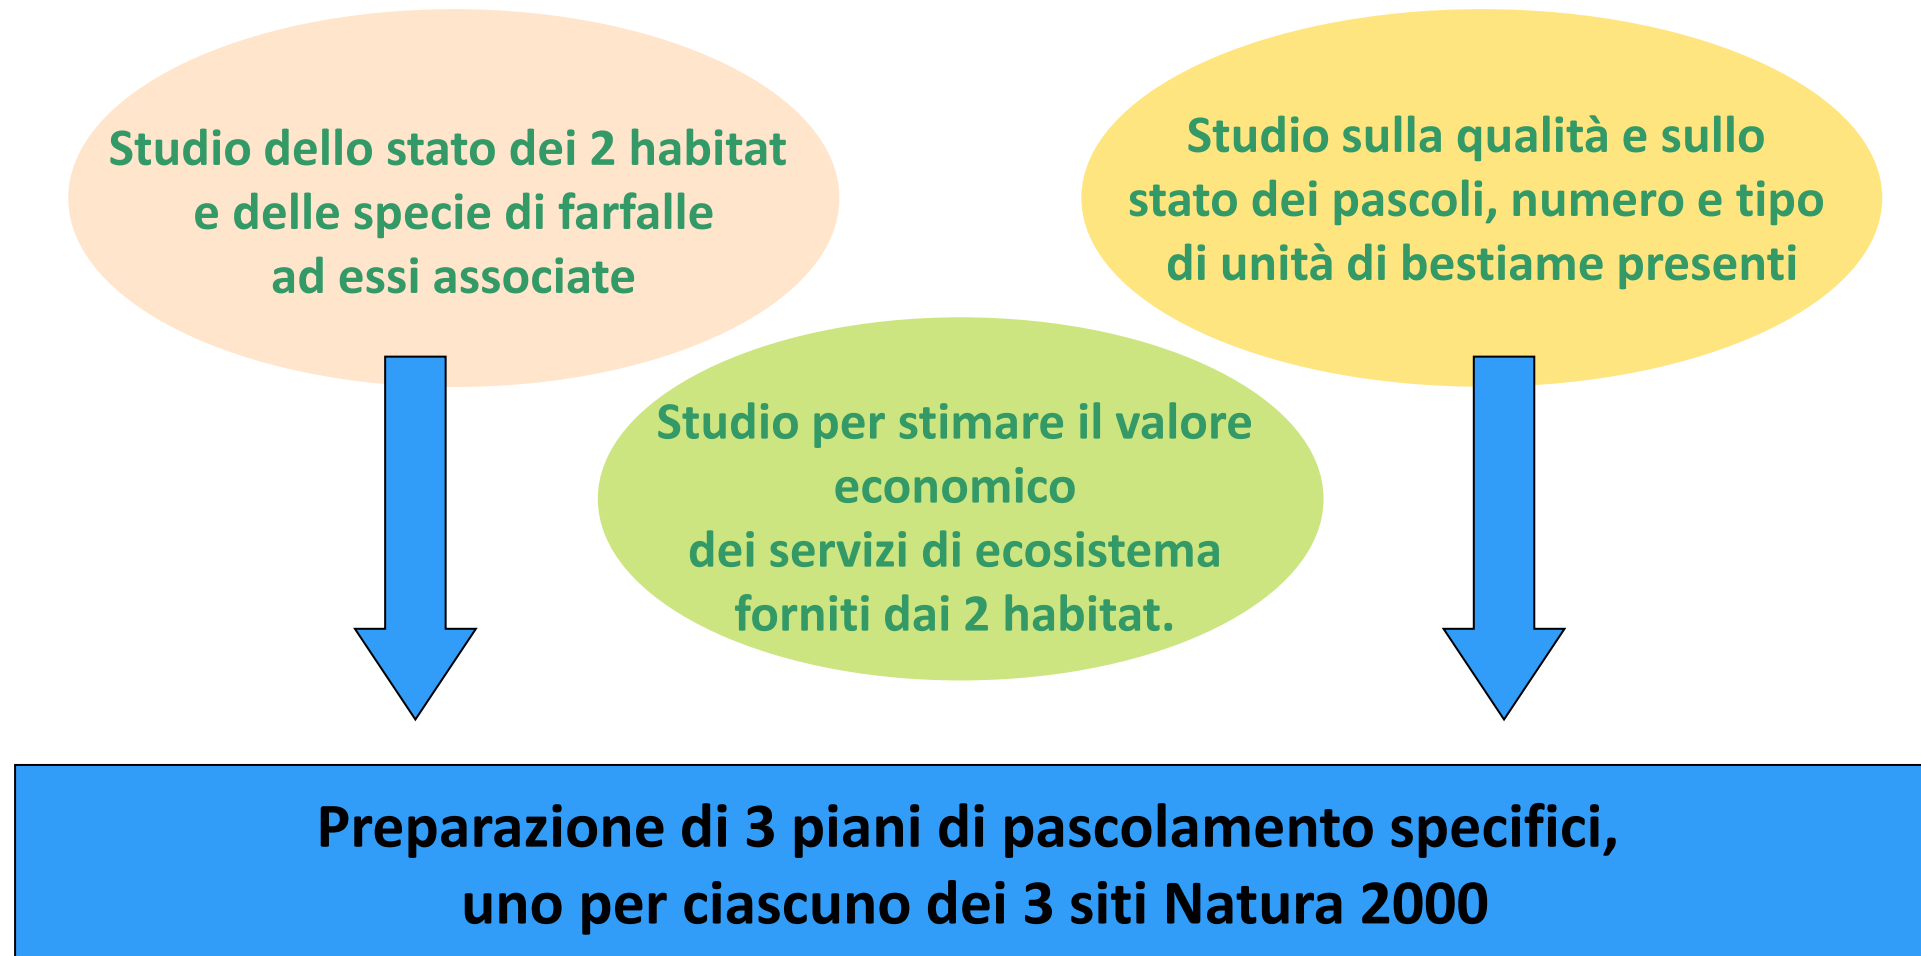 Studio dello stato dei 2 habitat
e delle specie di farfalle
ad essi associate
Studio sulla qualità e sullo
stato dei pascoli, numero e tipo
di unità di bestiame presenti
Studio per stimare il valore
economico
dei servizi di ecosistema
forniti dai 2 habitat.
Preparazione di 3 piani di pascolamento specifici,
uno per ciascuno dei 3 siti Natura 2000